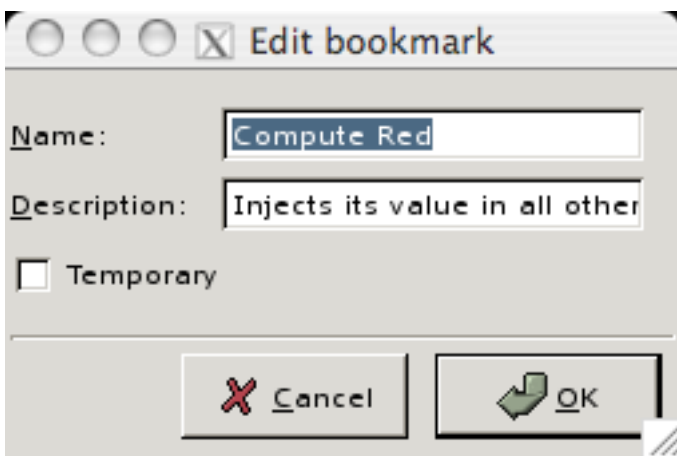 Edit bookmark
Name: Compute Red
Description: Injects its value in all other
Temporary
Cancel OK